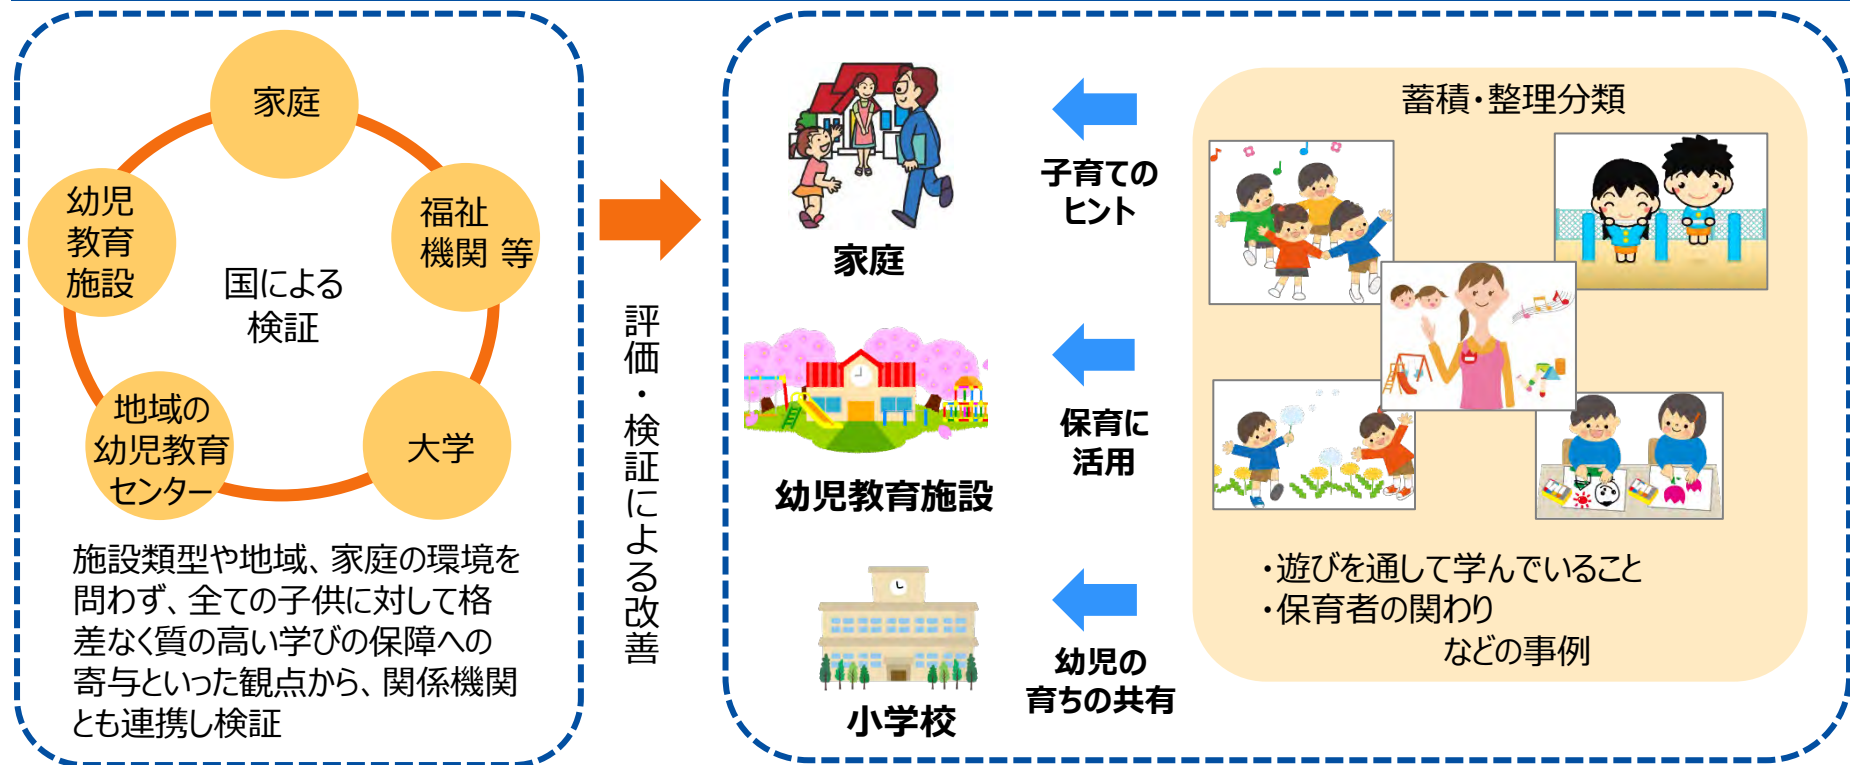 家庭
福祉
機関 等
大学
地域の
幼児教育
センター
幼児
教育
施設
国による
検証
施設類型や地域、家庭の環境を
問わず、全ての子供に対して格
差なく質の高い学びの保障への
寄与といった観点から、関係機関
とも連携し検証
評価・検証による改善
家庭
幼児教育施設
小学校
子育ての
ヒント
保育に
活用
幼児の
育ちの共有
蓄積・整理分類
・遊びを通して学んでいること
・保育者の関わり
などの事例